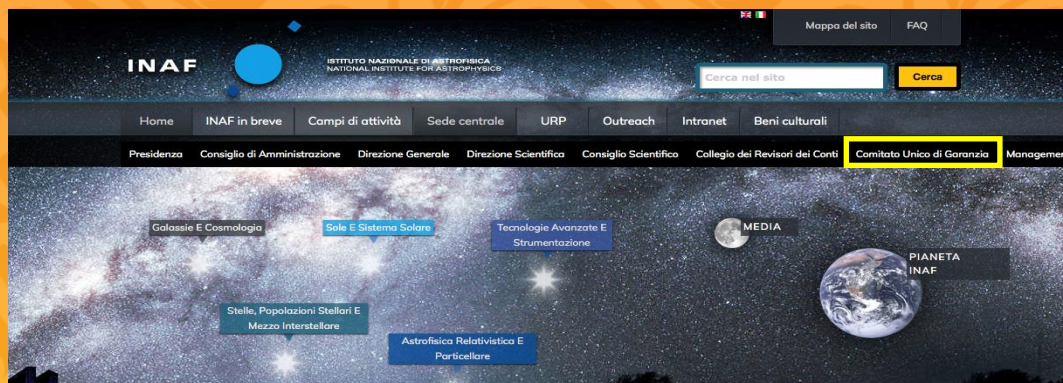 Mappa del sito FAQ
INAF
ISTITUTO NAZIONALE DI ASTROFISICA
NATIONAL INSTITUTE FOR ASTROPHYSICS
Cerca nel sito Cerca
Home INAF in breve Campi di attività Sede centrale URP Outreach Intranet Beni culturali
Presidenza Consiglio di Amministrazione Direzione Generale Direzione Scientifica Consiglio Scientifico Collegio dei Revisori dei Conti Comitato Unico di Garanzia
Galassie E Cosmologia
Sole E Sistema Solare
Tecnologie Avanzate E
Strumentazione
MEDIA
PIANETA
INAF
Stelle, Popolazioni Stellari E
Mezzo Interstellare
Astrofisica Relativistica E
Particellare